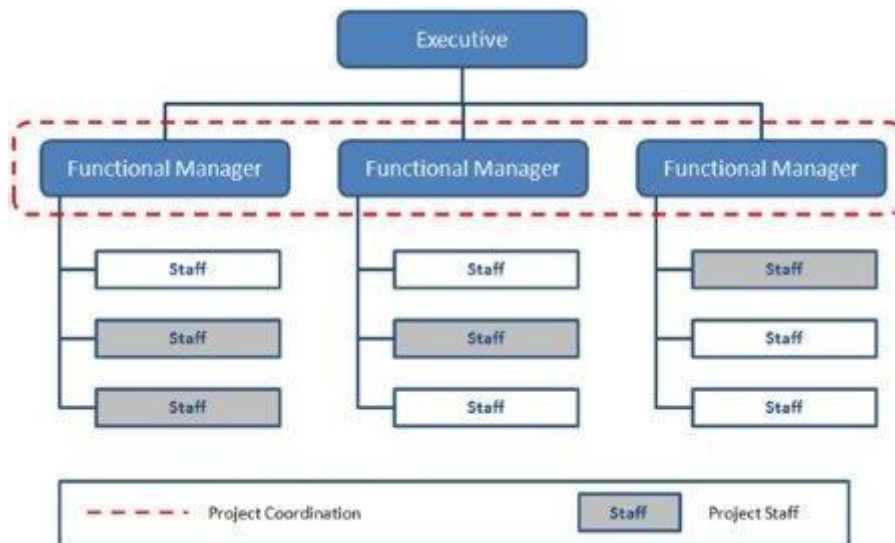 Executive
Functional Manager Functional Manager Functional Manager
Staff Staff Staff
Staff Staff Staff
Staff Staff Staff
Project Coordination Staff Project Staff